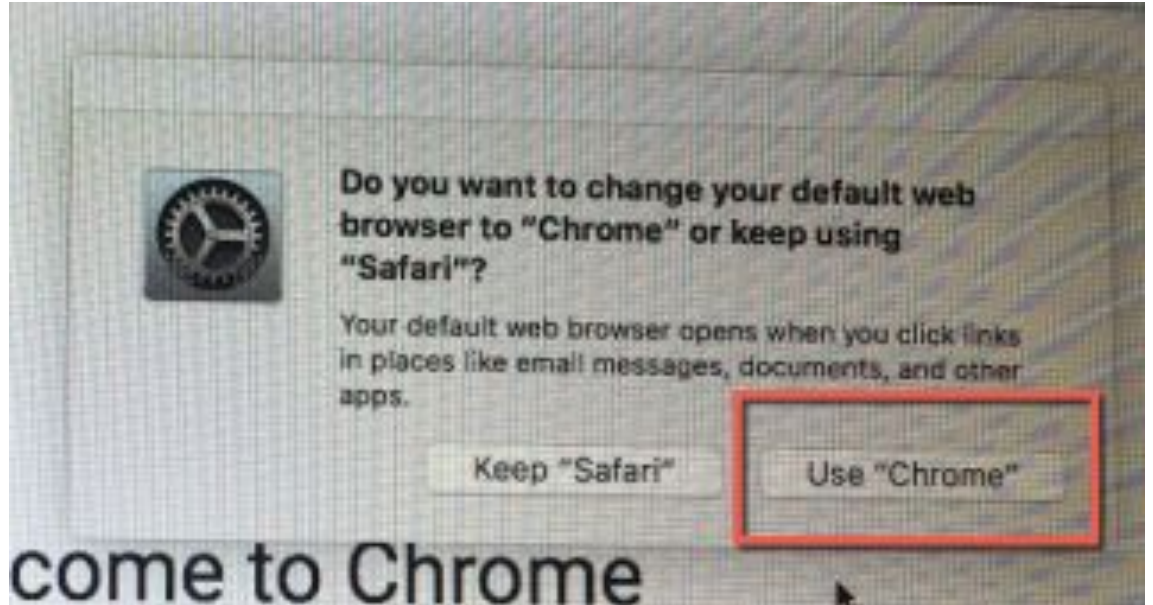 Do you want to change your default web
browser to “Chrome” or keep using
“Safari”?
Your default web browser opens when you click links
in places like email messages, documents, and other
apps.
Keep “Safari”
Use “Chrome”
come to Chrome